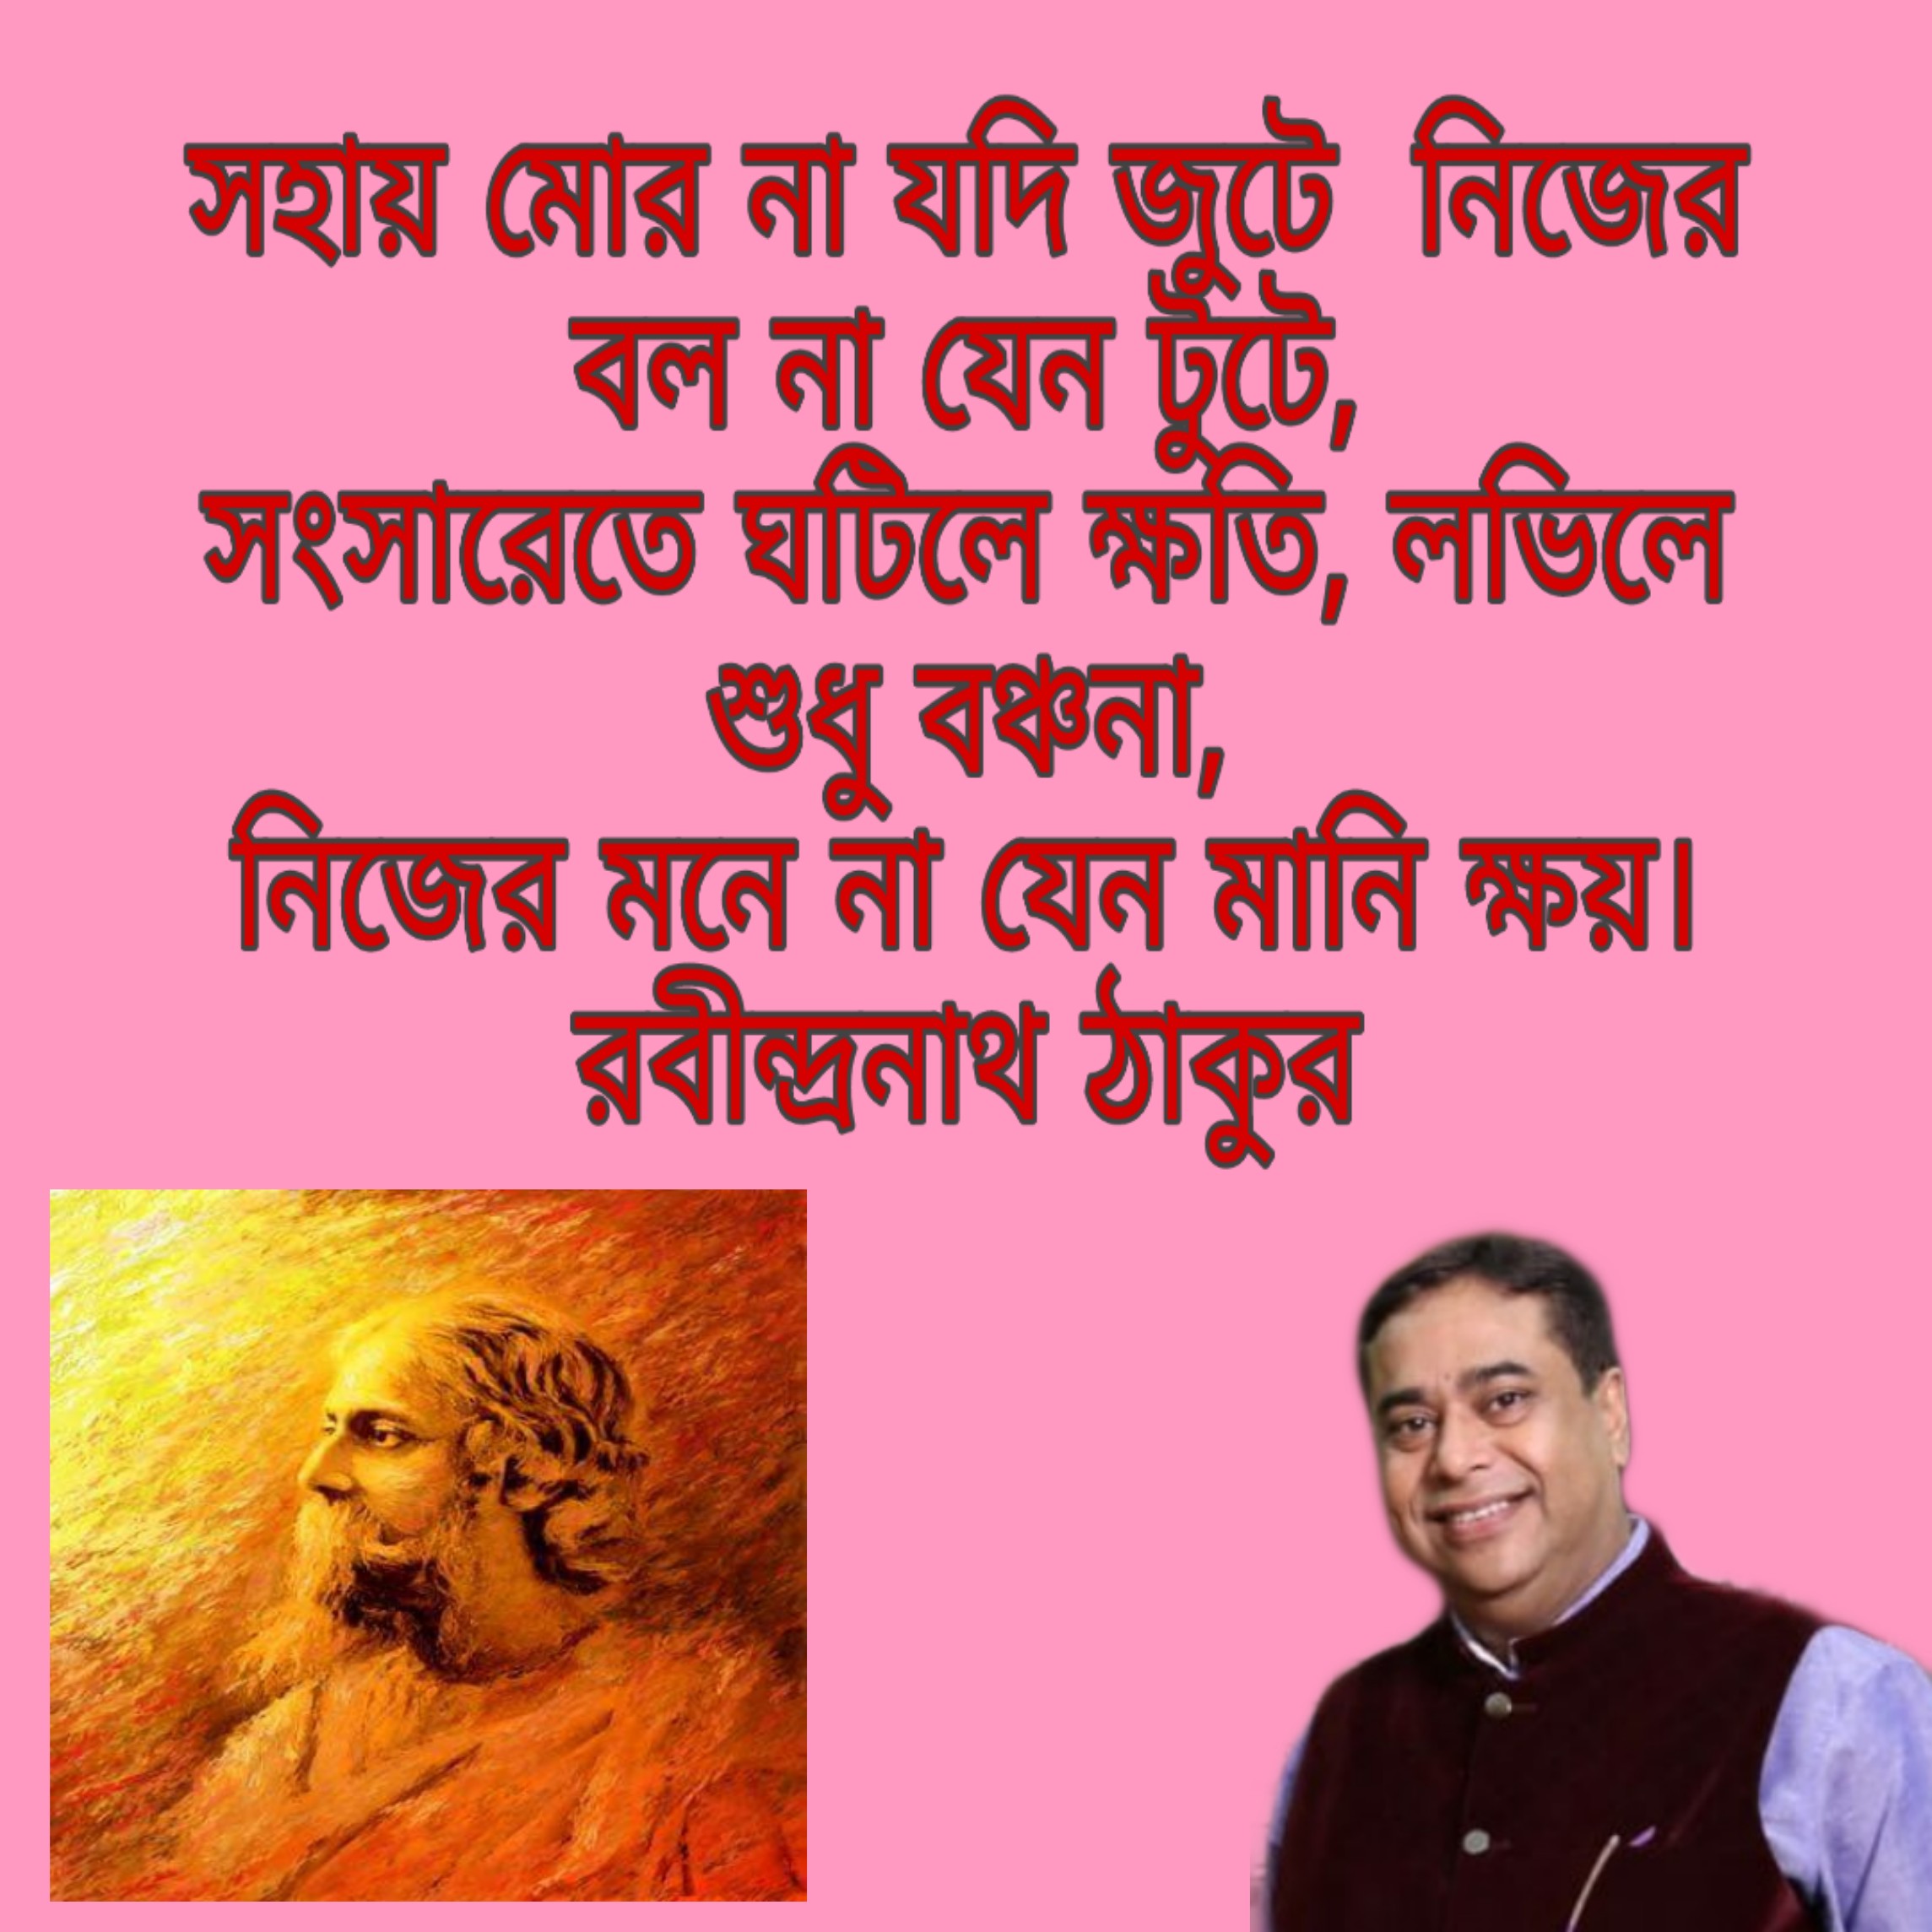 সহায় মোর না যদি জুটে  নিজের
বল না যেন টুটে,
সংসারেতে ঘটিলে ক্ষতি, লভিলে
শুধু বঞ্চনা,
নিজের মনে না যেন মানি ক্ষয়।
রবীন্দ্রনাথ ঠাকুর